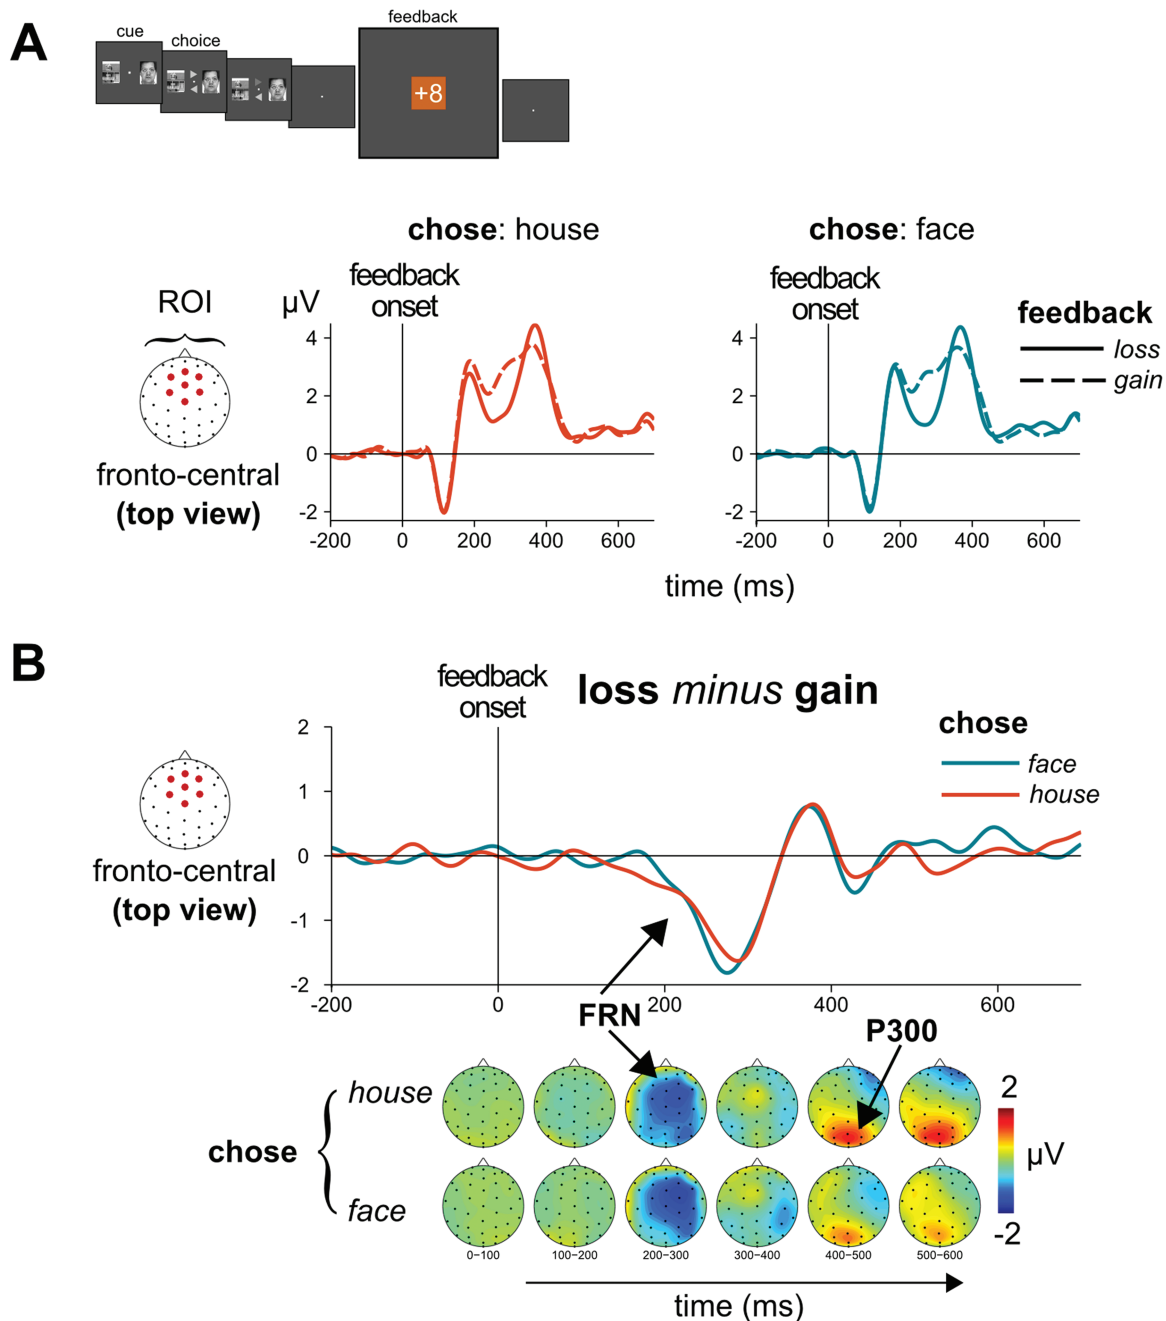 A
cue
choice
feedback
+8
chose: house
chose: face
feedback
onset
feedback
onset
ROI
µV
feedback
loss
gain
4
2
0
-2
4
2
0
-2
fronto-central
(top view)
-200 0 200 400 600
-200 0 200 400 600
time (ms)
B
feedback
onset
loss minus gain
chose
face
house
2
1
0
-1
-2
fronto-central
(top view)
-200 0 200 400 600
FRN
P300
chose
house
face
2
µV
-2
0−100 100−200 200−300 300−400 400−500 500−600
time (ms)